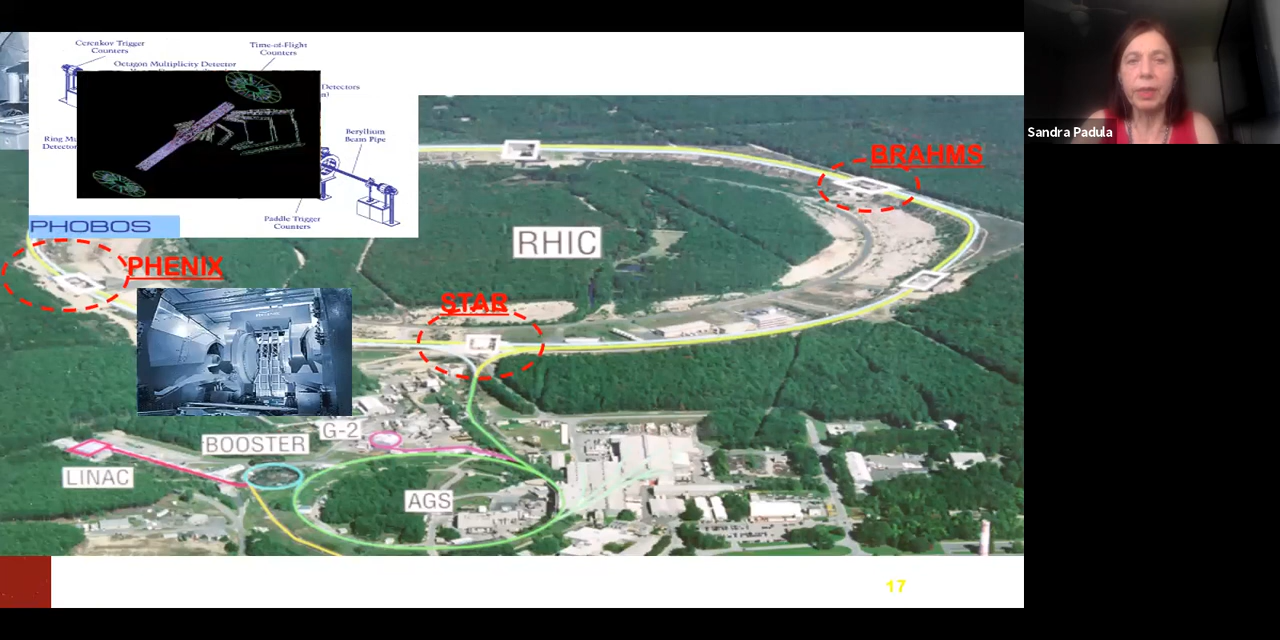 Cerenkov Trigger
Counters
Time-of-Flight
Counters
Octagon Multiplicity Detector
Detectors
Ring Mu
Detector
Beryllium
Beam Pipe
Paddle Trigger
Counters
PHOBOS
PHENIX
STAR
BRAHMS
RHIC
G-2
BOOSTER
LINAC
AGS
17
Sandra Padula